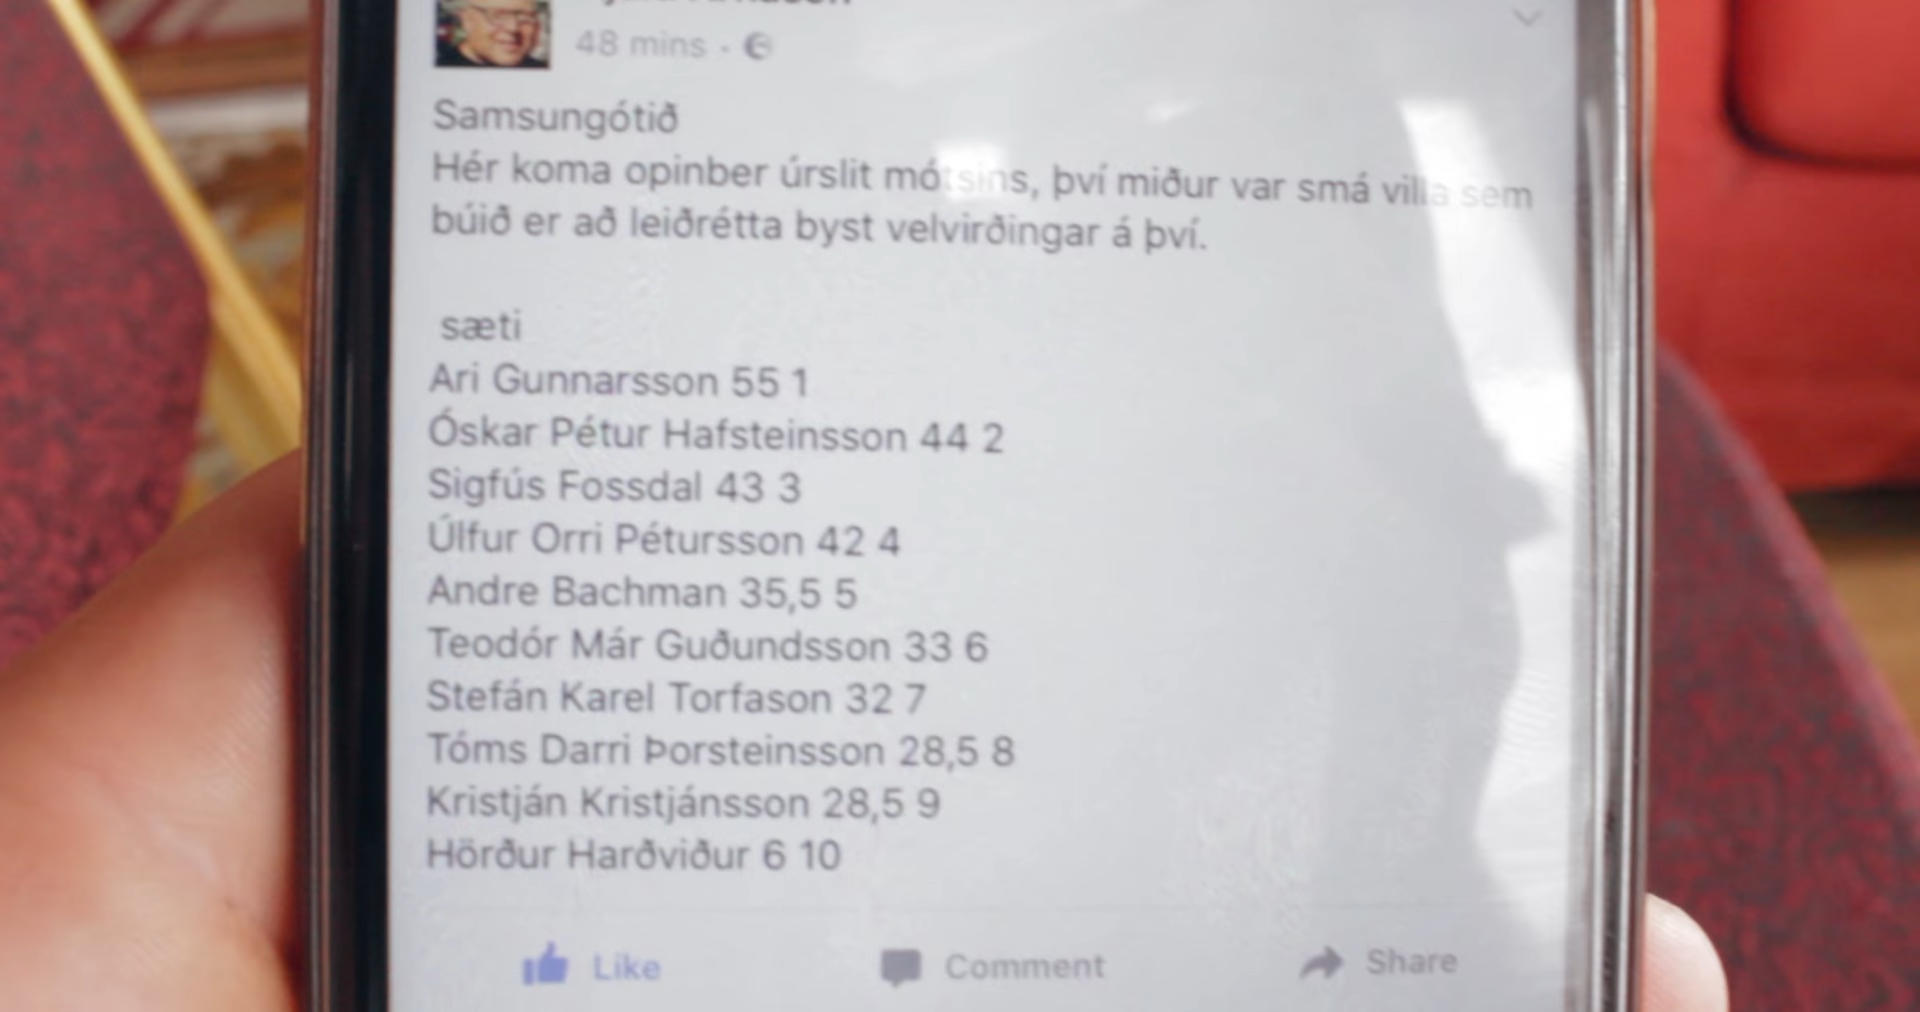 48 mins ·
Samsungótið
Hér koma opinber úrslit mótsins, því miður var smá villa sem
búið er að leiðrétta byst velvirðingar á því.
sæti
Ari Gunnarsson 55 1
Óskar Pétur Hafsteinsson 44 2
Sigfús Fossdal 43 3
Úlfur Orri Pétursson 42 4
Andre Bachman 35,5 5
Teodór Már Guðundsson 33 6
Stefán Karel Torfason 32 7
Tóms Darri Þorsteinsson 28,5 8
Kristján Kristjánsson 28,5 9
Hörður Harðviður 6 10
Like Comment Share